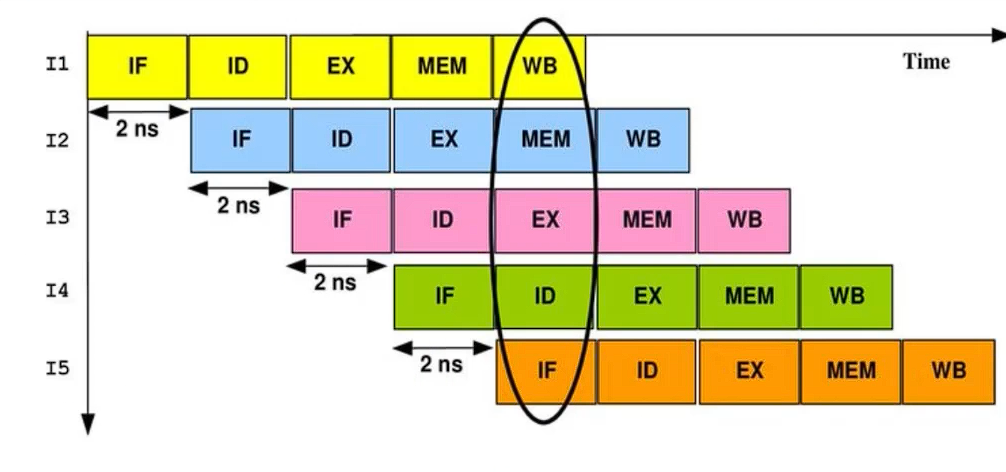 I1 IF ID EX MEM WB Time
2 ns
I2 IF ID EX MEM WB
2 ns
I3 IF ID EX MEM WB
2 ns
I4 IF ID EX MEM WB
2 ns
I5 IF ID EX MEM WB